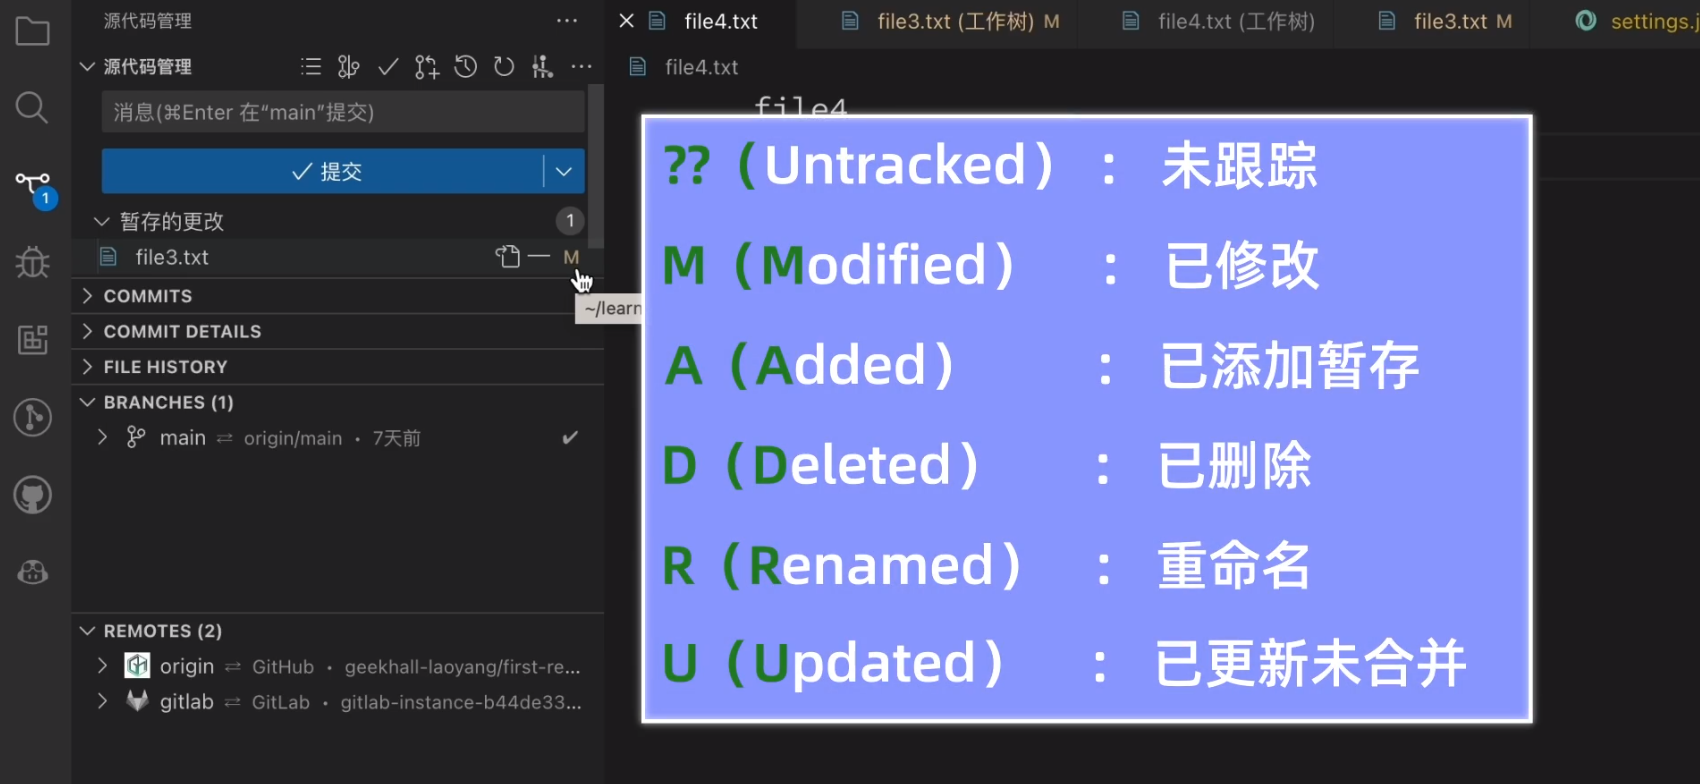 源代码管理
源代码管理
消息(⌘Enter 在“main”提交)
提交
暂存的更改 1
file3.txt M
~/learn
COMMITS
COMMIT DETAILS
FILE HISTORY
BRANCHES (1)
main ⇄ origin/main • 7天前
REMOTES (2)
origin ⇄ GitHub • geekhall-laoyang/first-re...
gitlab ⇄ GitLab • gitlab-instance-b44de33...
1
file4.txt
file3.txt (工作树) M
file4.txt (工作树)
file3.txt M
settings.j
file4.txt
file4
??（Untracked）：未跟踪
M（Modified）：已修改
A（Added）：已添加暂存
D（Deleted）：已删除
R（Renamed）：重命名
U（Updated）：已更新未合并